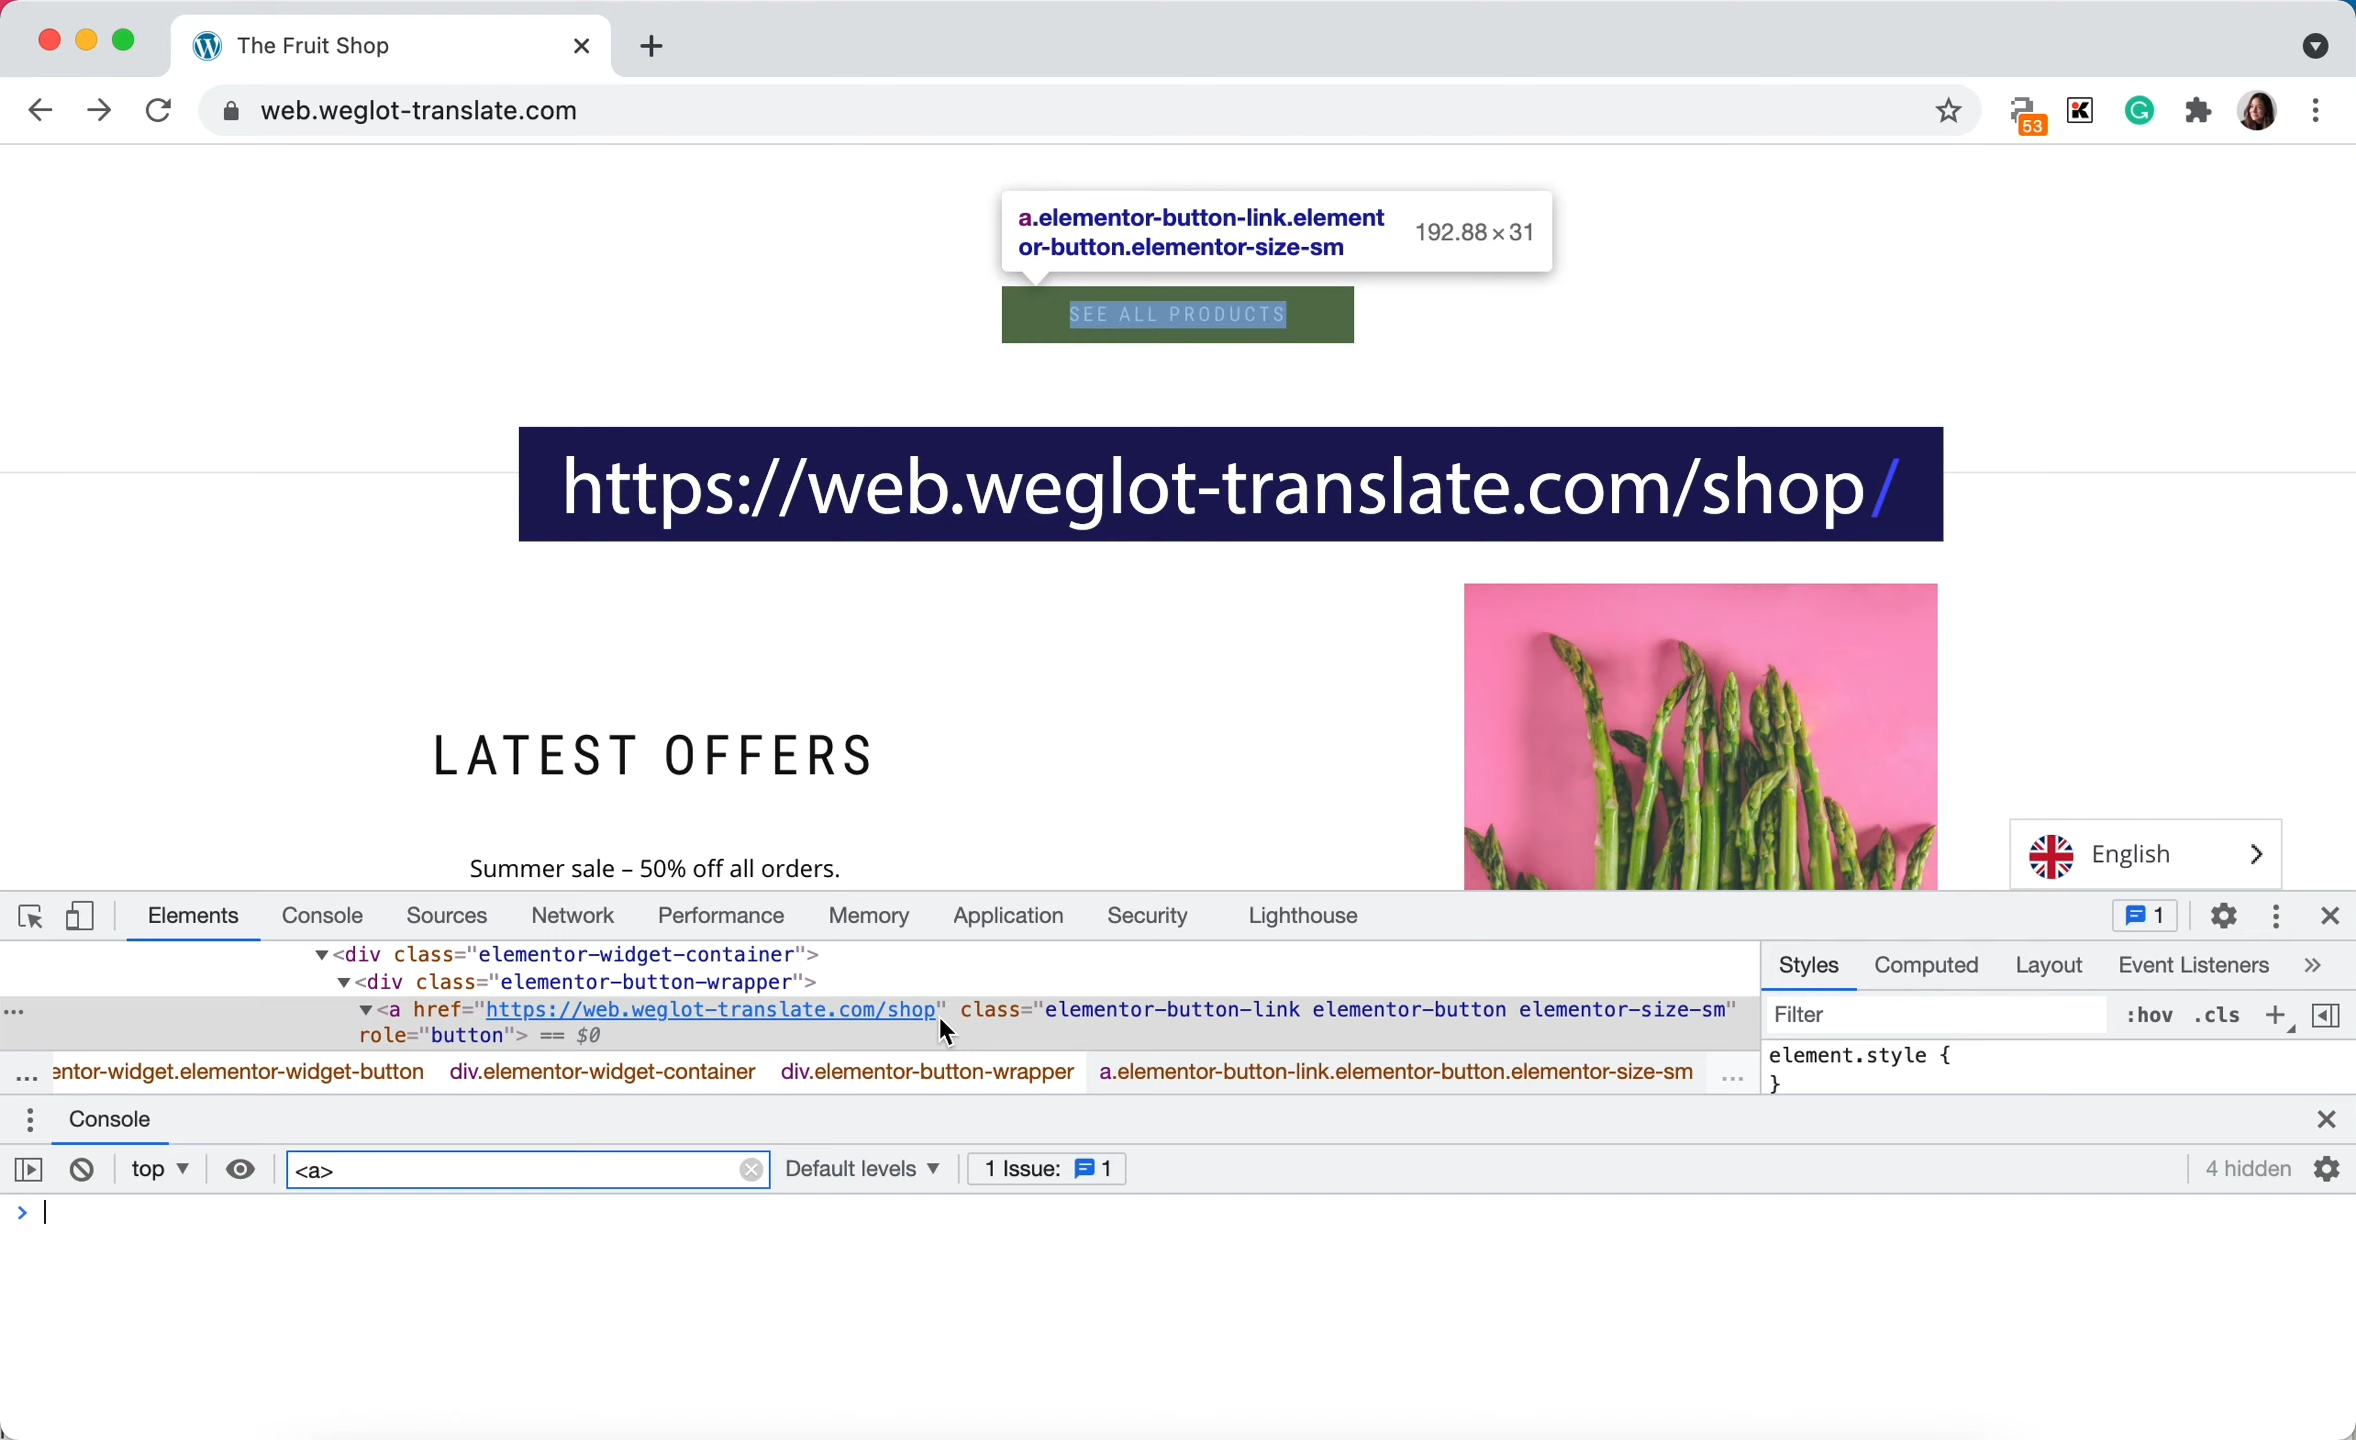 The Fruit Shop
web.weglot-translate.com
53
a.elementor-button-link.element
or-button.elementor-size-sm
192.88×31
SEE ALL PRODUCTS
https://web.weglot-translate.com/shop/
LATEST OFFERS
Summer sale – 50% off all orders.
English
Elements Console Sources Network Performance Memory Application Security Lighthouse 1
<div class="elementor-widget-container">
<div class="elementor-button-wrapper">
<a href="https://web.weglot-translate.com/shop" class="elementor-button-link elementor-button elementor-size-sm"
role="button"> == $0
... entor-widget.elementor-widget-button div.elementor-widget-container div.elementor-button-wrapper a.elementor-button-link.elementor-button.elementor-size-sm ...
Styles Computed Layout Event Listeners »
Filter :hov .cls +
element.style {
}
Console
top <a> Default levels 1 Issue: 1 4 hidden
>